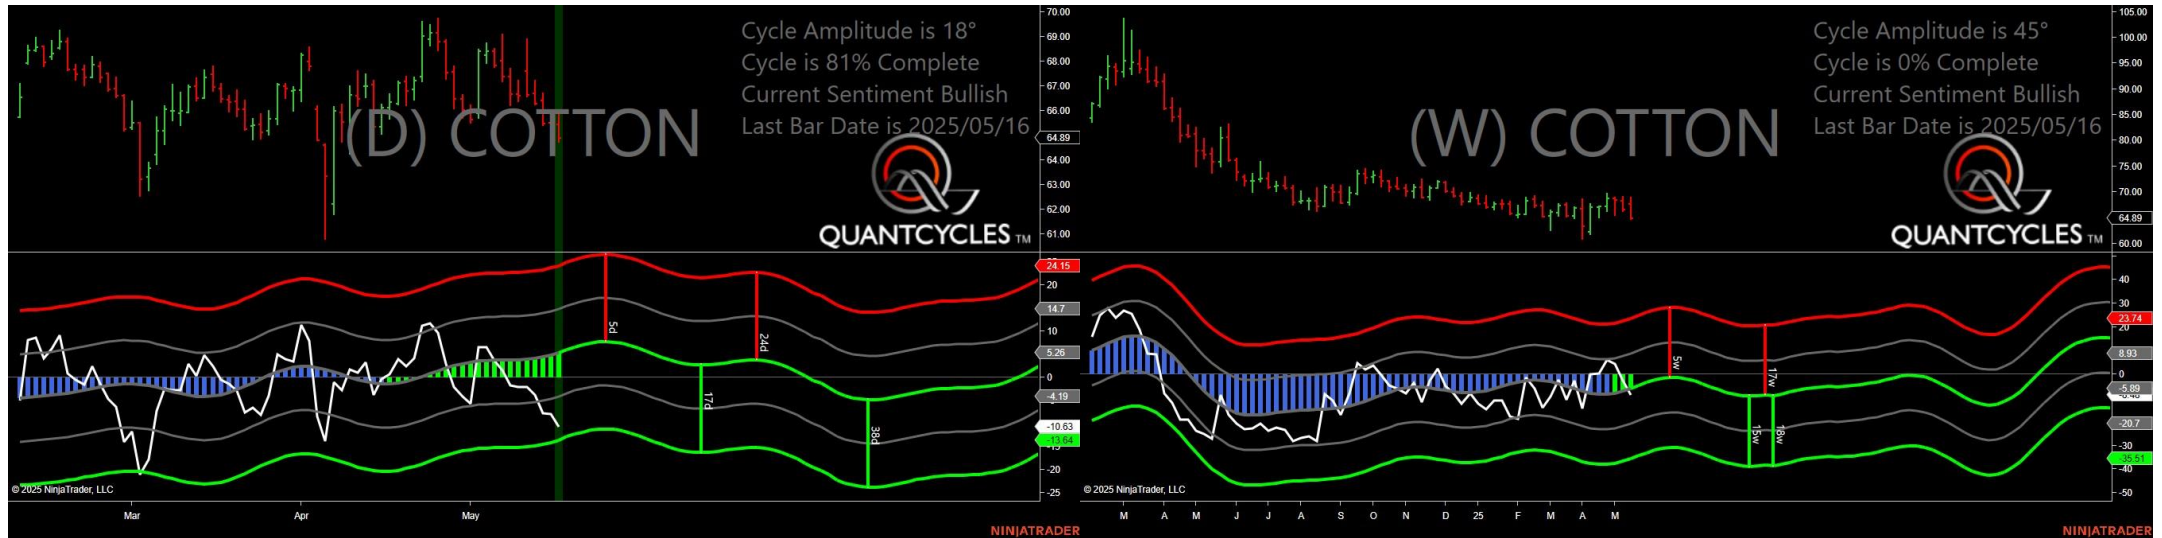 Cycle Amplitude is 18°
Cycle is 81% Complete
Current Sentiment Bullish
Last Bar Date is 2025/05/16
(D) COTTON
QUANTCYCLES TM
70.00
69.00
68.00
67.00
66.00
64.89
64.00
63.00
62.00
61.00
24.15
20
14.7
10
5.26
0
-4.19
-10.63
-13.64
-20
-25
5d
24d
17d
38d
© 2025 NinjaTrader, LLC
Mar Apr May
NINJATRADER
Cycle Amplitude is 45°
Cycle is 0% Complete
Current Sentiment Bullish
Last Bar Date is 2025/05/16
(W) COTTON
QUANTCYCLES TM
105.00
100.00
95.00
90.00
85.00
80.00
75.00
70.00
64.89
60.00
40
30
23.74
20
8.93
0
-5.89
-20.7
-30
-35.51
-40
-50
5w
17w
15w
18w
© 2025 NinjaTrader, LLC
M A M J J A S O N D 25 F M A M
NINJATRADER